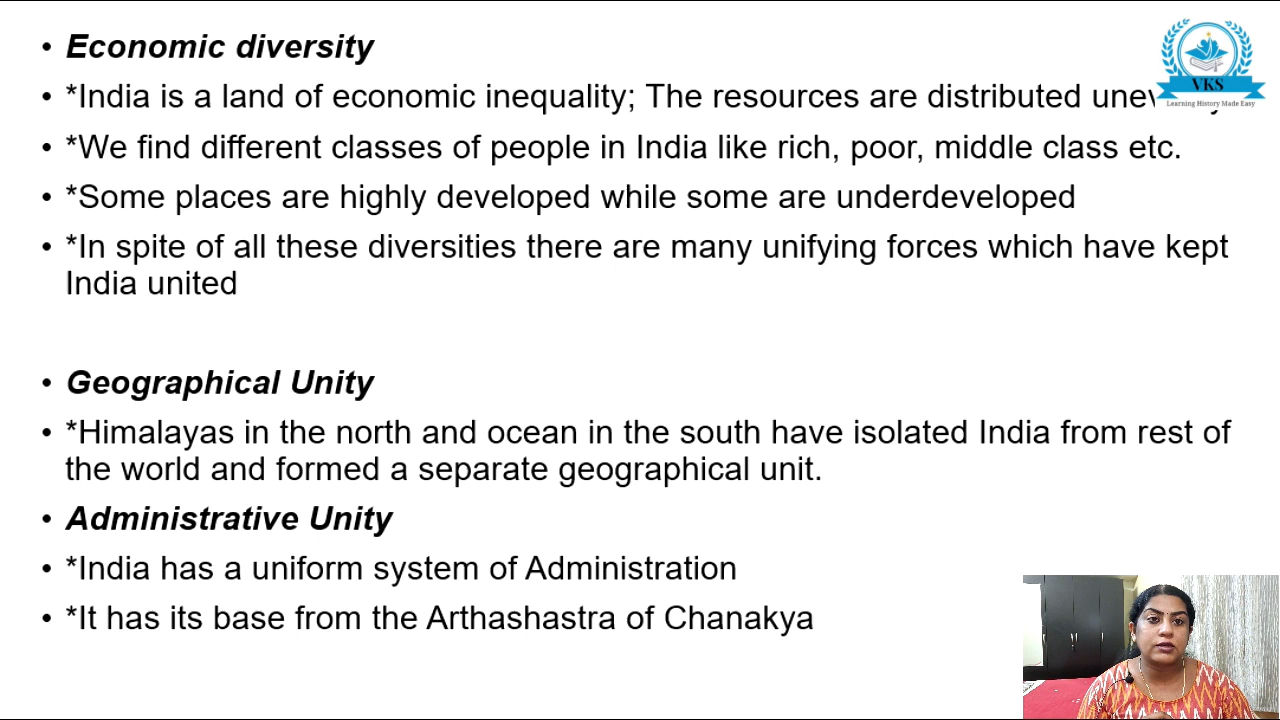 • Economic diversity
• *India is a land of economic inequality; The resources are distributed
• *We find different classes of people in India like rich, poor, middle class etc.
• *Some places are highly developed while some are underdeveloped
• *In spite of all these diversities there are many unifying forces which have kept
India united
• Geographical Unity
• *Himalayas in the north and ocean in the south have isolated India from rest of
the world and formed a separate geographical unit.
• Administrative Unity
• *India has a uniform system of Administration
• *It has its base from the Arthashastra of Chanakya
VKS
Learning History Made Easy